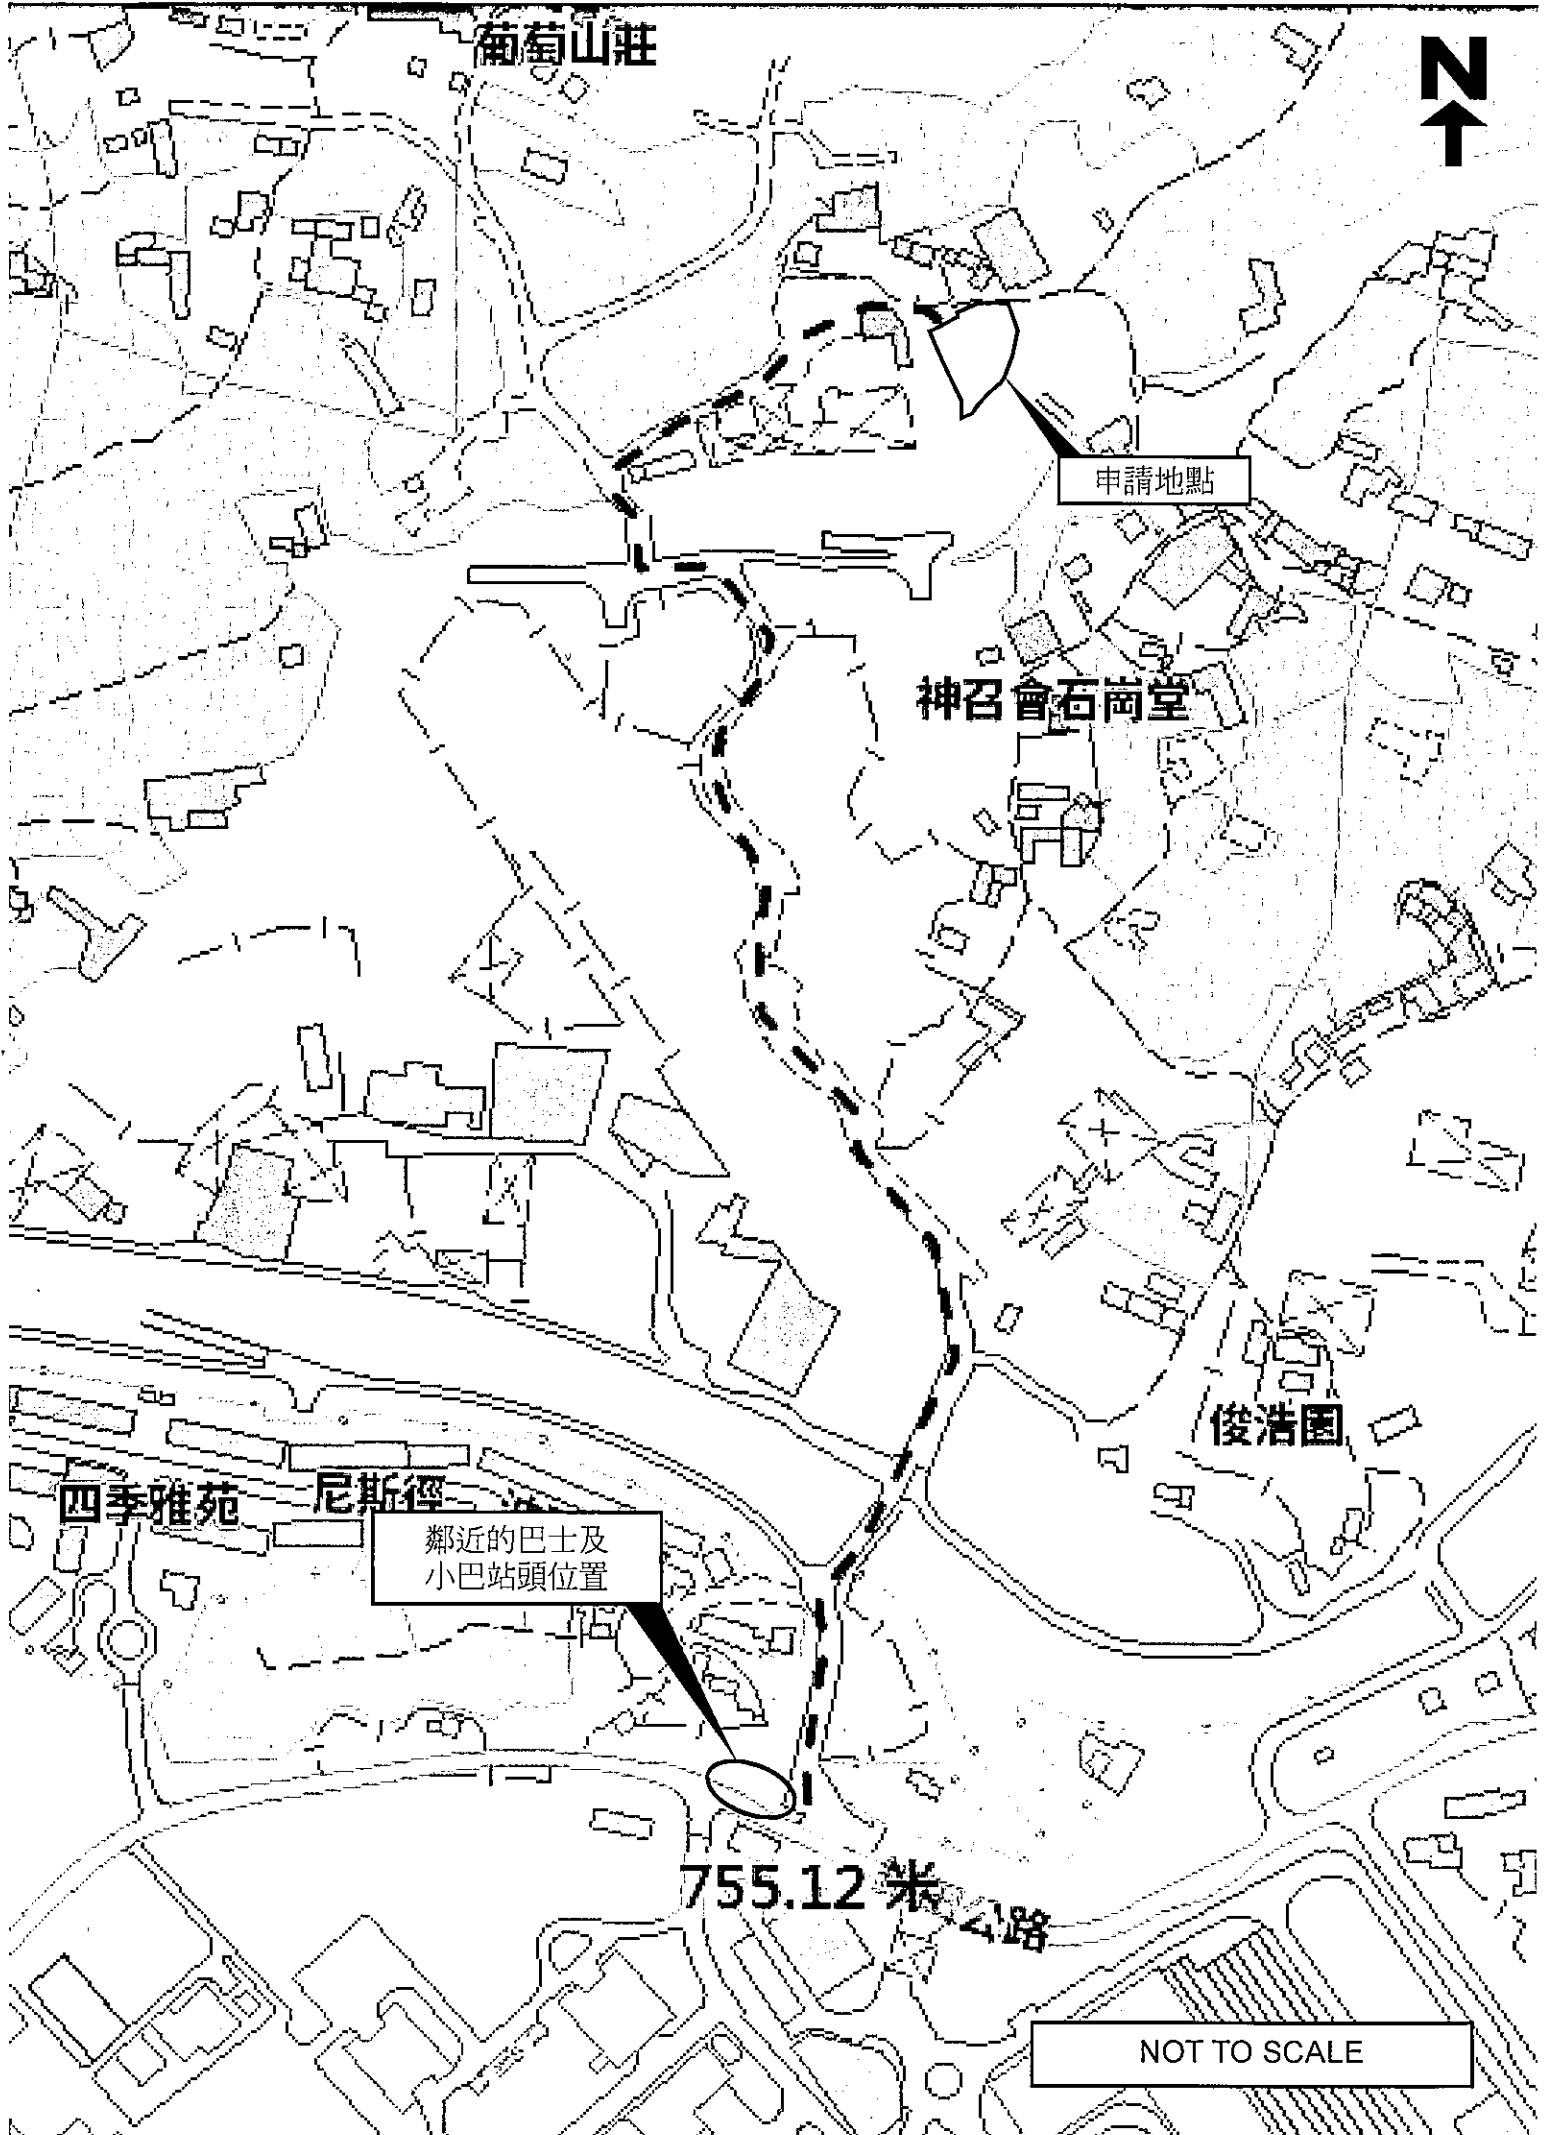 葡萄山莊
N
申請地點
神召會石崗堂
俊浩園
四季雅苑
尼斯徑
鄰近的巴士及
小巴站頭位置
755.12 米
公路
NOT TO SCALE